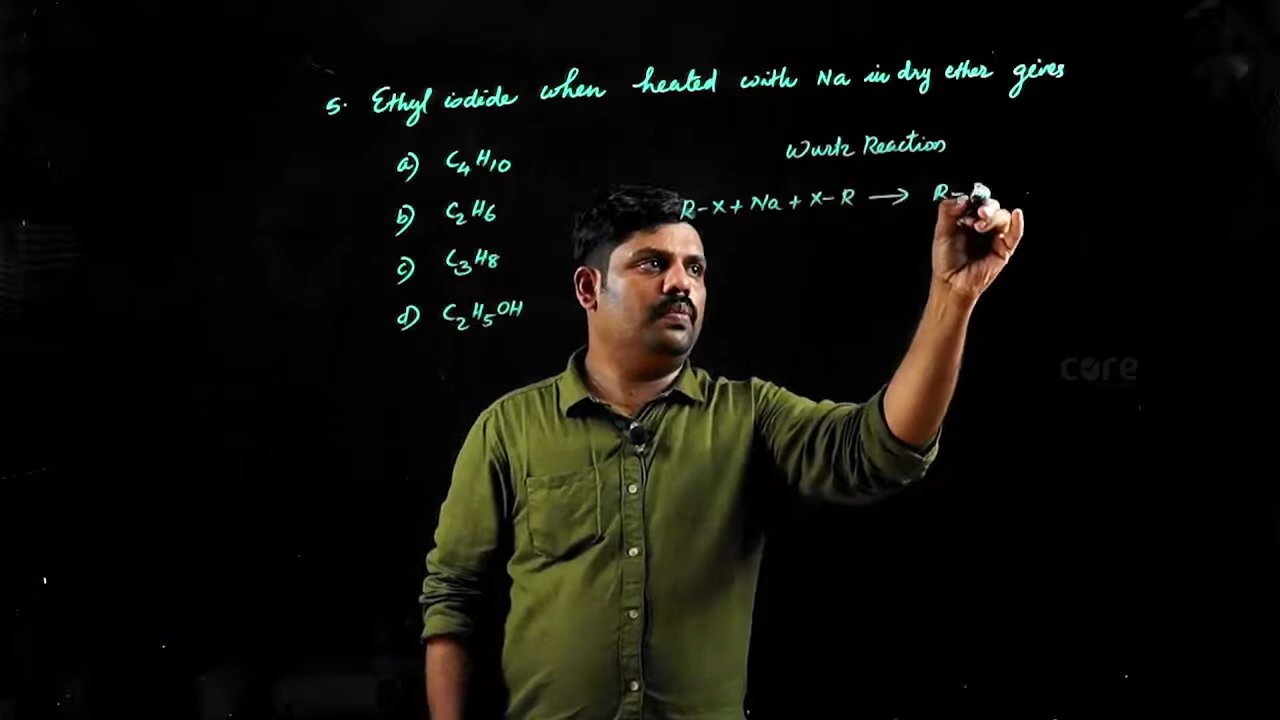 5. Ethyl iodide when heated with Na in dry ether gives
a) C4H10
b) C2H6
c) C3H8
d) C2H5OH
Wurtz Reaction
R-X + Na + X-R → R-
core